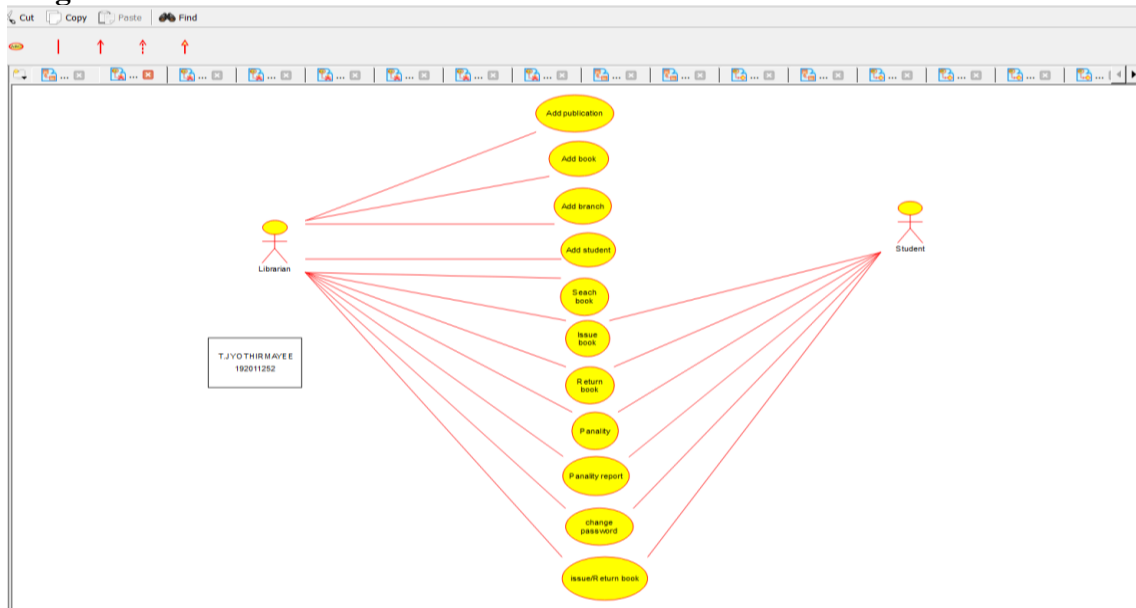 Cut Copy Paste Find
... ... ... ... ... ... ... ... ... ... ... ... ... ... ... ...
Add publication
Add book
Add branch
Add student
Librarian
Student
Seach
book
Issue
book
T.JYOTHIRMAYEE
192011252
Return
book
Panality
Panality report
change
password
issue/Return book